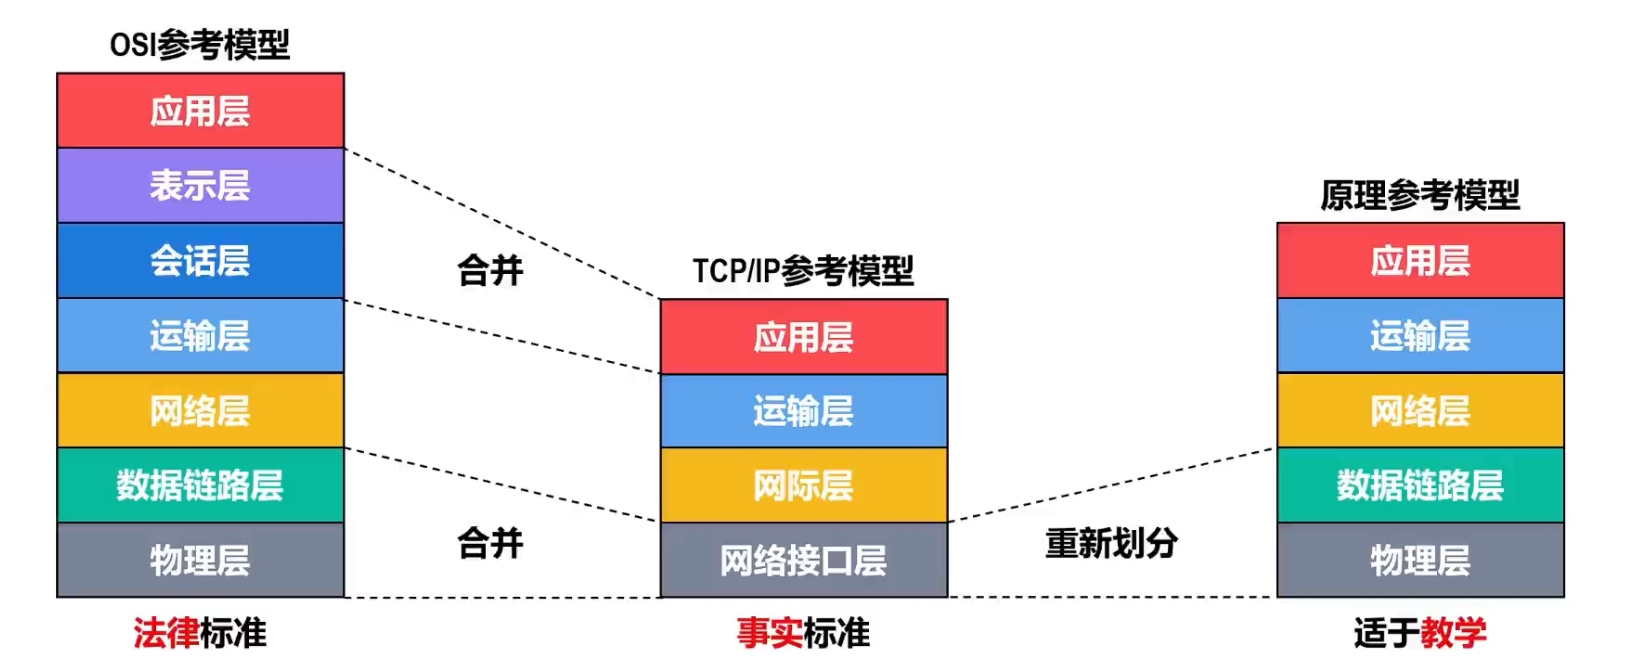 OSI参考模型
应用层
表示层
会话层
运输层
网络层
数据链路层
物理层
法律标准
合并
合并
TCP/IP参考模型
应用层
运输层
网际层
网络接口层
事实标准
重新划分
原理参考模型
应用层
运输层
网络层
数据链路层
物理层
适于教学